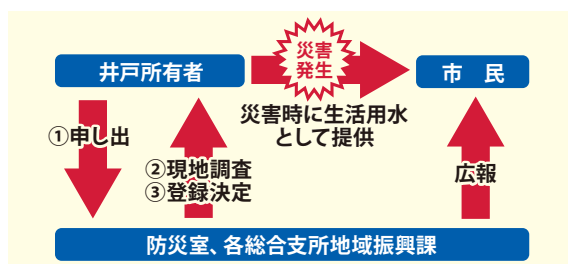 井戸所有者
災害
発生
市　民
災害時に生活用水
として提供
①申し出
②現地調査
③登録決定
広報
防災室、各総合支所地域振興課